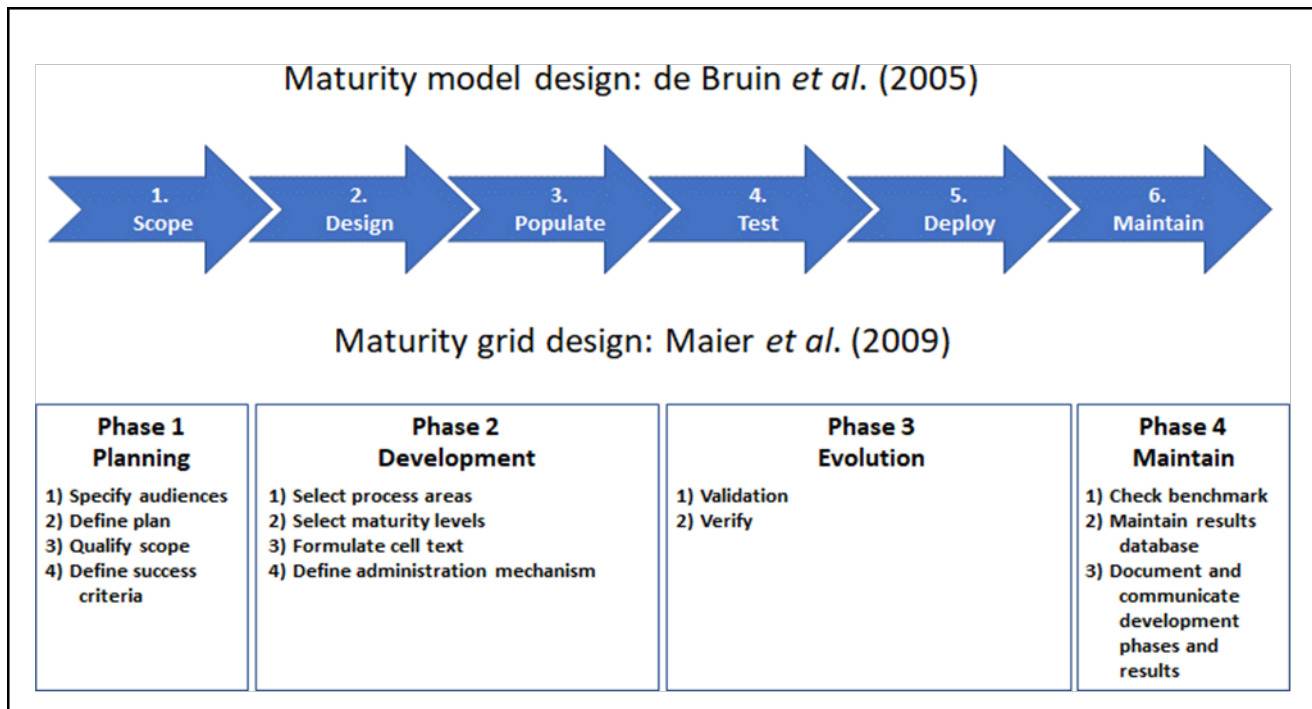 Maturity model design: de Bruin et al. (2005)
1.
Scope
2.
Design
3.
Populate
4.
Test
5.
Deploy
6.
Maintain
Maturity grid design: Maier et al. (2009)
Phase 1
Planning
1) Specify audiences
2) Define plan
3) Qualify scope
4) Define success
criteria
Phase 2
Development
1) Select process areas
2) Select maturity levels
3) Formulate cell text
4) Define administration mechanism
Phase 3
Evolution
1) Validation
2) Verify
Phase 4
Maintain
1) Check benchmark
2) Maintain results
database
3) Document and
communicate
development
phases and
results